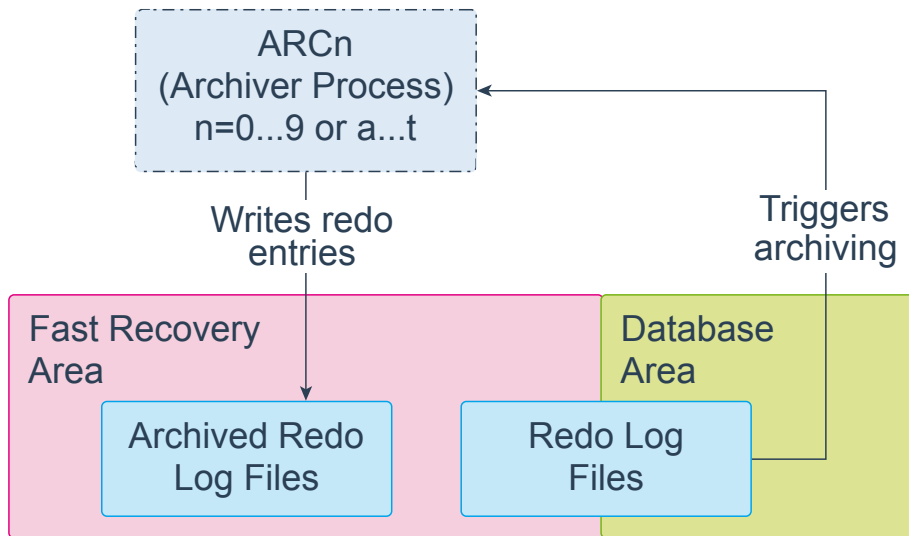 ARCn
(Archiver Process)
n=0...9 or a...t
Writes redo
entries
Triggers
archiving
Fast Recovery
Area
Database
Area
Archived Redo
Log Files
Redo Log
Files